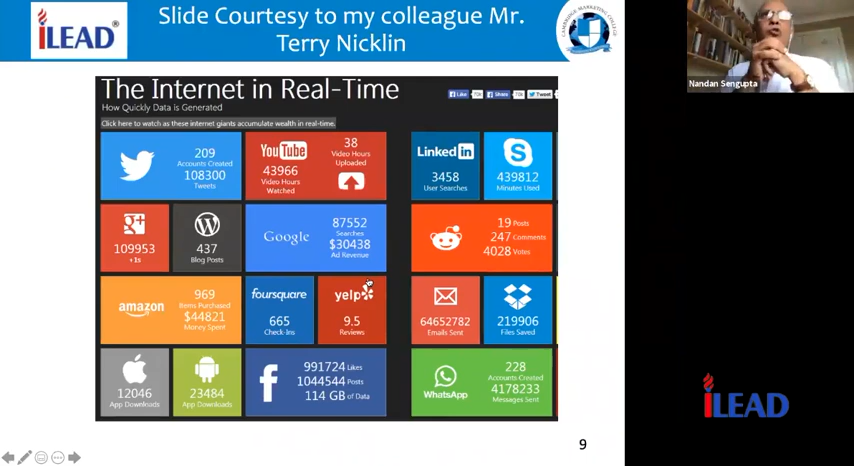 iLEAD®
Slide Courtesy to my colleague Mr.
Terry Nicklin
CAMBRIDGE MARKETING COLLEGE
Nandan Sengupta
The Internet in Real-Time
How Quickly Data is Generated
Like
Share
Tweet
Click here to watch as these internet giants accumulate wealth in real-time.
209
Accounts Created
108300
Tweets
YouTube
43966
Video Hours
Watched
38
Video Hours
Uploaded
Linked in
3458
User Searches
S
439812
Minutes Used
g+1
109953
+1s
W
437
Blog Posts
Google
87552
Searches
$30438
Ad Revenue
19 Posts
247 Comments
4028 Votes
amazon
969
Items Purchased
$44821
Money Spent
foursquare
665
Check-Ins
yelp
9.5
Reviews
64652782
Emails Sent
219906
Files Saved
12046
App Downloads
23484
App Downloads
f
991724 Likes
1044544 Posts
114 GB of Data
WhatsApp
228
Accounts Created
4178233
Messages Sent
iLEAD
9